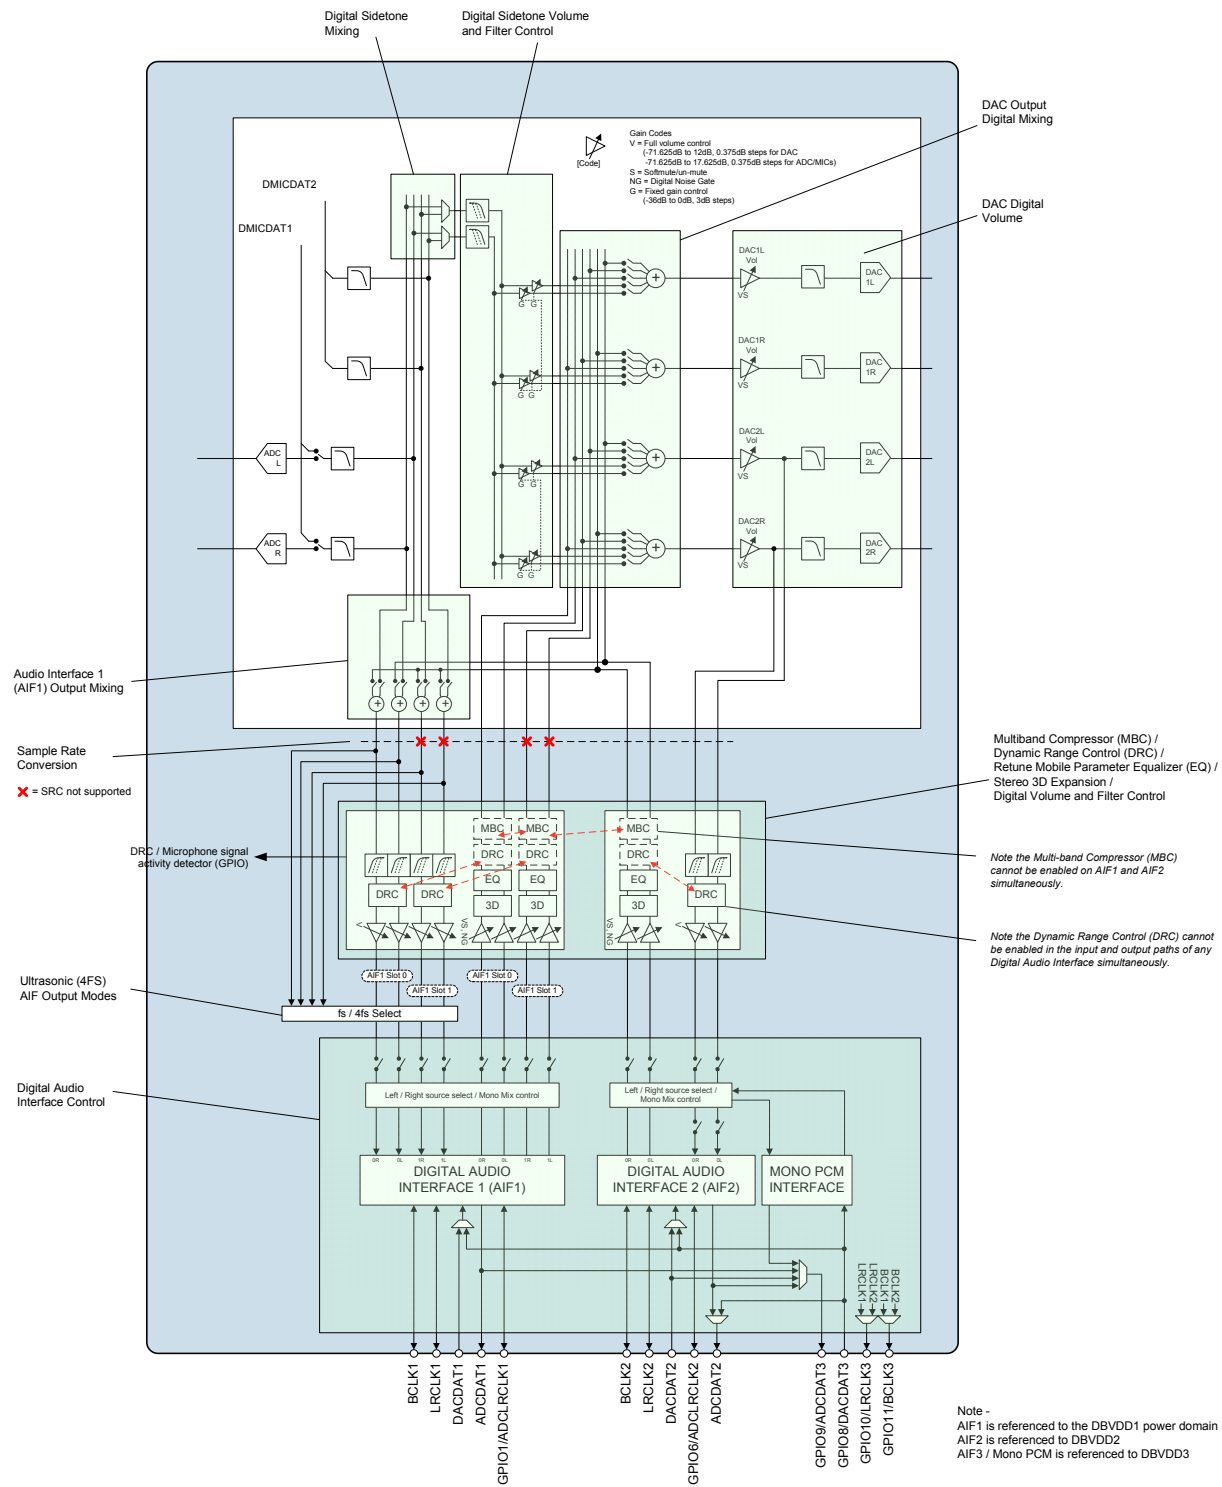 Digital Sidetone
Mixing
Digital Sidetone Volume
and Filter Control
DAC Output
Digital Mixing
[Code]
Gain Codes
V = Full volume control
(-71.625dB to 12dB, 0.375dB steps for DAC
-71.625dB to 17.625dB, 0.375dB steps for ADC/MICs)
S = Softmute/un-mute
NG = Digital Noise Gate
G = Fixed gain control
(-36dB to 0dB, 3dB steps)
DMICDAT2
DMICDAT1
DAC Digital
Volume
DAC1L
Vol
VS
DAC
1L
G G
DAC1R
Vol
VS
DAC
1R
G G
ADC
L
DAC2L
Vol
VS
DAC
2L
G G
ADC
R
DAC2R
Vol
VS
DAC
2R
G G
Audio Interface 1
(AIF1) Output Mixing
Sample Rate
Conversion
= SRC not supported
Multiband Compressor (MBC) /
Dynamic Range Control (DRC) /
Retune Mobile Parameter Equalizer (EQ) /
Stereo 3D Expansion /
Digital Volume and Filter Control
DRC / Microphone signal
activity detector (GPIO)
MBC MBC MBC
DRC DRC DRC
EQ EQ EQ
DRC DRC DRC
3D 3D 3D
V VS, NG VS, NG V
Note the Multi-band Compressor (MBC)
cannot be enabled on AIF1 and AIF2
simultaneously.
Note the Dynamic Range Control (DRC) cannot
be enabled in the input and output paths of any
Digital Audio Interface simultaneously.
AIF1 Slot 0 AIF1 Slot 0
AIF1 Slot 1 AIF1 Slot 1
Ultrasonic (4FS)
AIF Output Modes
fs / 4fs Select
Digital Audio
Interface Control
Left / Right source select / Mono Mix control
Left / Right source select /
Mono Mix control
0R 0L 1R 1L 0R 0L 1R 1L
0R 0L 0R 0L
DIGITAL AUDIO
INTERFACE 1 (AIF1)
DIGITAL AUDIO
INTERFACE 2 (AIF2)
MONO PCM
INTERFACE
LRCLK1
LRCLK2
BCLK1
BCLK2
BCLK1
LRCLK1
DACDAT1
ADCDAT1
GPIO1/ADCLRCLK1
BCLK2
LRCLK2
DACDAT2
GPIO6/ADCLRCLK2
ADCDAT2
GPIO9/ADCDAT3
GPIO8/DACDAT3
GPIO10/LRCLK3
GPIO11/BCLK3
Note -
AIF1 is referenced to the DBVDD1 power domain
AIF2 is referenced to DBVDD2
AIF3 / Mono PCM is referenced to DBVDD3